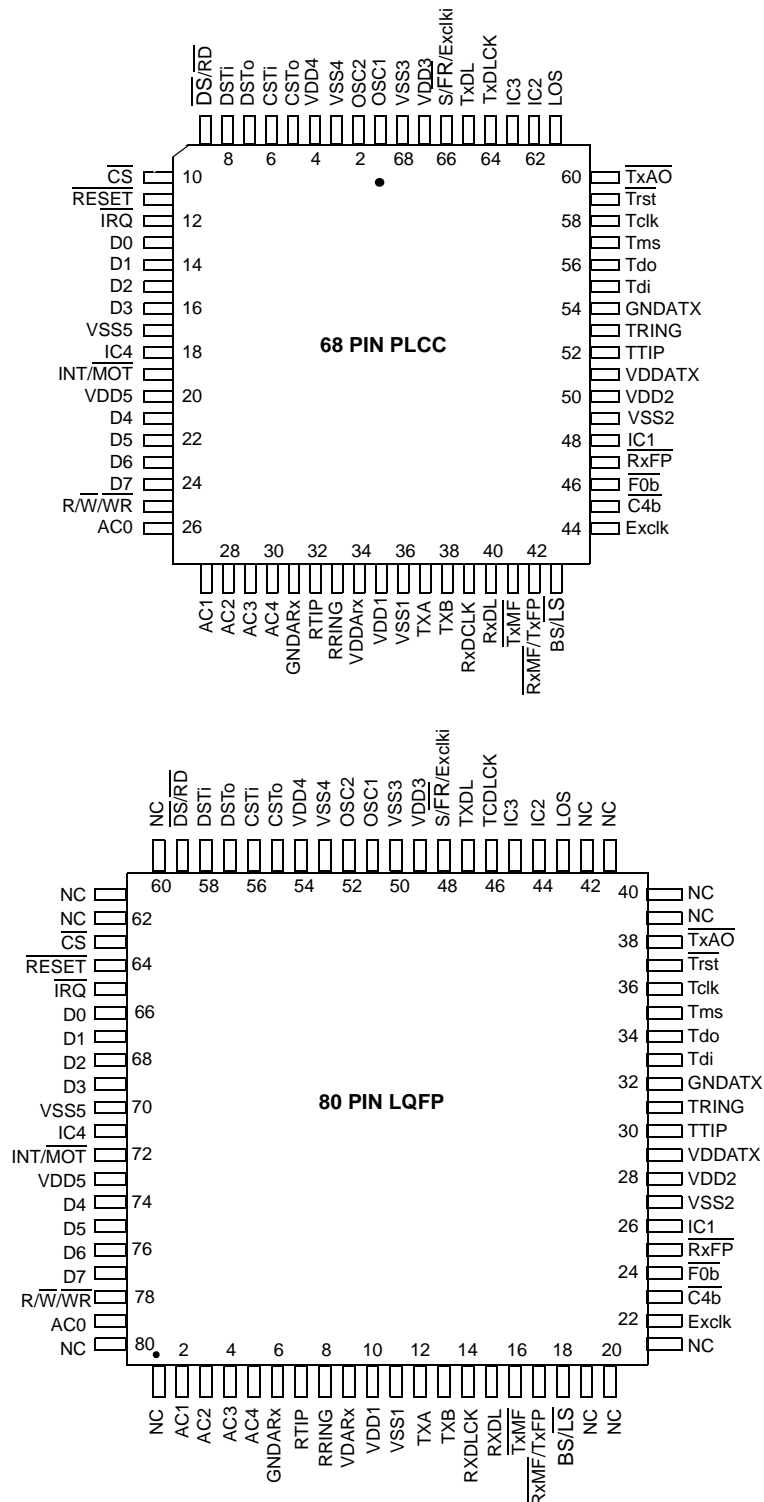 DS/RD
DSTi
DSTo
CSTi
CSTo
VDD4
VSS4
OSC2
OSC1
VSS3
VDD3
S/FR/Exclki
TxDL
TxDLCK
IC3
IC2
LOS
8
6
4
2
68
66
64
62
CS 10
RESET
IRQ 12
D0
D1 14
D2
D3 16
VSS5
IC4 18
INT/MOT
VDD5 20
D4
D5 22
D6
D7 24
R/W/WR
AC0 26
68 PIN PLCC
60 TxAO
Trst
58 Tclk
Tms
56 Tdo
Tdi
54 GNDATX
TRING
52 TTIP
VDDATX
50 VDD2
VSS2
48 IC1
RxFP
46 F0b
C4b
44 Exclk
28
30
32
34
36
38
40
42
AC1
AC2
AC3
AC4
GNDARx
RTIP
RRING
VDDArx
VDD1
VSS1
TXA
TXB
RxDCLK
RxDL
TxMF
RxMF/TxFP
BS/LS
NC
DS/RD
DSTi
DSTo
CSTi
CSTo
VDD4
VSS4
OSC2
OSC1
VSS3
VDD3
S/FR/Exclki
TXDL
TCDLCK
IC3
IC2
LOS
NC
NC
60
58
56
54
52
50
48
46
44
42
NC
NC 62
CS
RESET 64
IRQ
D0 66
D1
D2 68
D3
VSS5 70
IC4
INT/MOT 72
VDD5
D4 74
D5
D6 76
D7
R/W/WR 78
AC0
NC 80
80 PIN LQFP
40 NC
NC
38 TxAO
Trst
36 Tclk
Tms
34 Tdo
Tdi
32 GNDATX
TRING
30 TTIP
VDDATX
28 VDD2
VSS2
26 IC1
RxFP
24 F0b
C4b
22 Exclk
NC
2
4
6
8
10
12
14
16
18
20
NC
AC1
AC2
AC3
AC4
GNDARx
RTIP
RRING
VDARx
VDD1
VSS1
TXA
TXB
RXDLCK
RXDL
TxMF
RxMF/TxFP
BS/LS
NC
NC